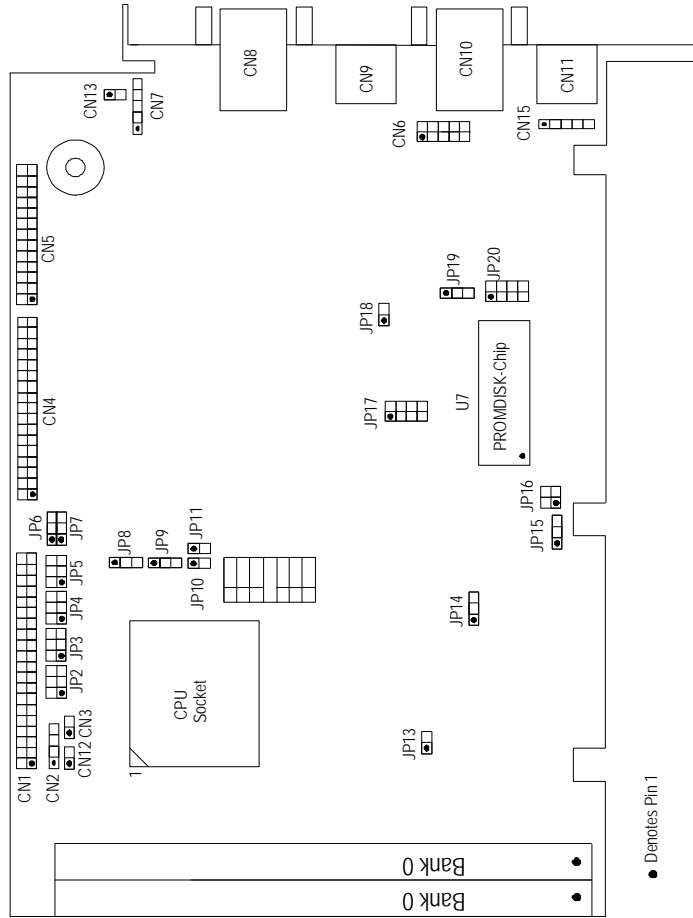 CN8
CN9
CN10
CN11
CN13
CN7
CN6
CN15
CN5
JP19
JP20
JP18
CN4
JP17
U7
PROMDISK-Chip
JP6
JP7
JP16
JP8
JP9
JP11
JP10
JP15
JP5
JP4
JP14
JP3
JP2
CPU
Socket
CN3
JP13
CN1
CN2
CN12
1
Bank 0
Bank 0
Denotes Pin1